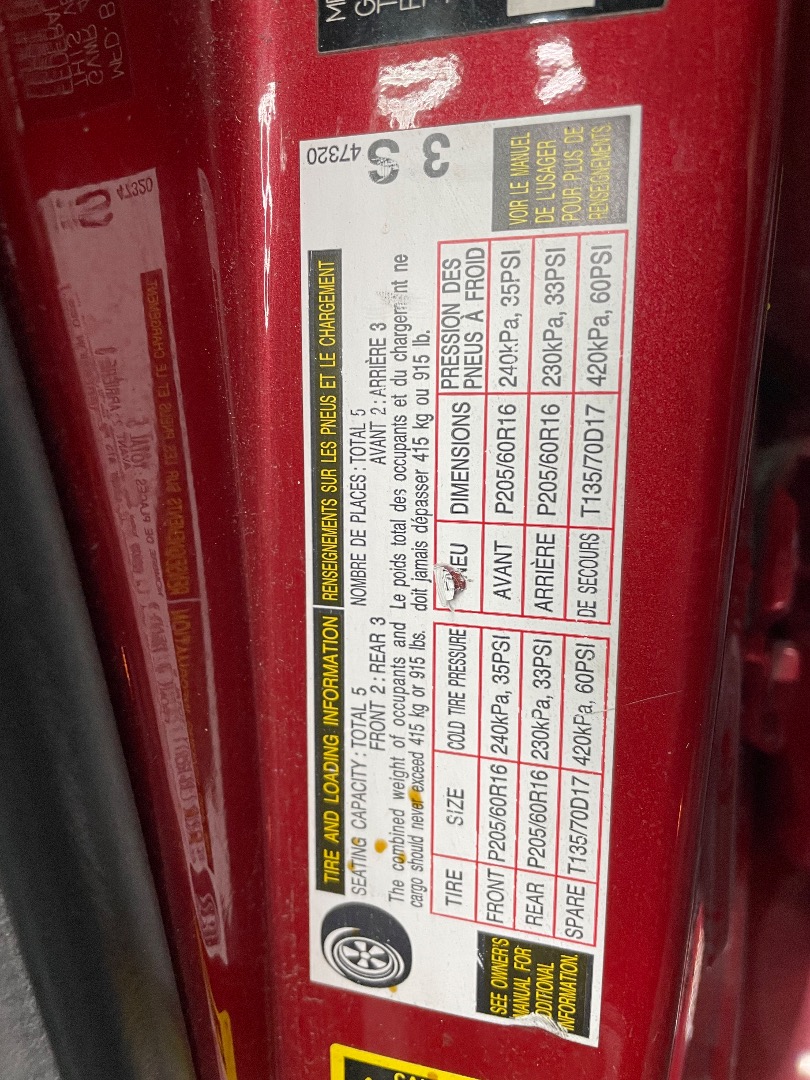 TIRE AND LOADING INFORMATION
RENSEIGNEMENTS SUR LES PNEUS ET LE CHARGEMENT
47320
SEATING CAPACITY: TOTAL 5
FRONT 2: REAR 3
NOMBRE DE PLACES: TOTAL 5
AVANT 2: ARRIÈRE 3
S
3
The combined weight of occupants and
cargo should never exceed 415 kg or 915 lbs.
Le poids total des occupants et du chargem nt ne
doit jamais dépasser 415 kg ou 915 lb.
TIRE SIZE COLD TIRE PRESSURE
FRONT P205/60R16 240kPa, 35PSI
REAR P205/60R16 230kPa, 33PSI
SPARE T135/70D17 420kPa, 60PSI
NEU DIMENSIONS PRESSION DES
PNEUS À FROID
AVANT P205/60R16 240kPa, 35PSI
ARRIÈRE P205/60R16 230kPa, 33PSI
DE SECOURS T135/70D17 420kPa, 60PSI
SEE OWNER'S
MANUAL FOR
ADDITIONAL
INFORMATION.
VOIR LE MANUEL
DE L'USAGER
POUR PLUS DE
RENSEIGNEMENTS